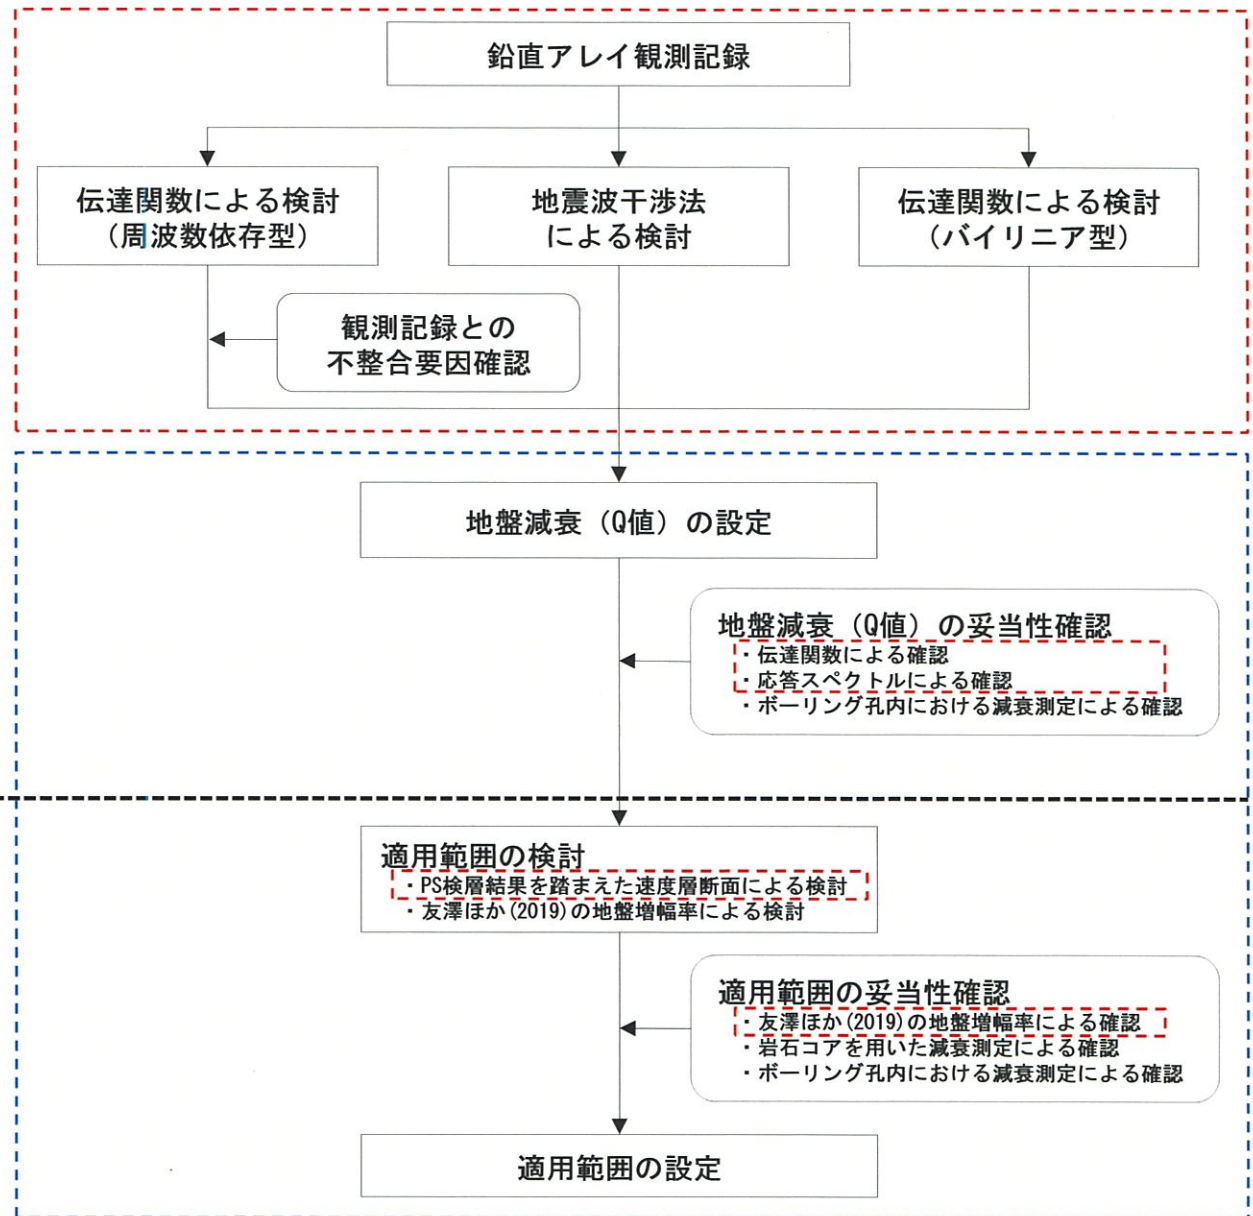 鉛直アレイ観測記録
伝達関数による検討
（周波数依存型）
地震波干渉法
による検討
伝達関数による検討
（バイリニア型）
観測記録との
不整合要因確認
地盤減衰（Q値）の設定
地盤減衰（Q値）の妥当性確認
・伝達関数による確認
・応答スペクトルによる確認
・ボーリング孔内における減衰測定による確認
適用範囲の検討
・PS検層結果を踏まえた速度層断面による検討
・友澤ほか(2019)の地盤増幅率による検討
適用範囲の妥当性確認
・友澤ほか(2019)の地盤増幅率による確認
・岩石コアを用いた減衰測定による確認
・ボーリング孔内における減衰測定による確認
適用範囲の設定